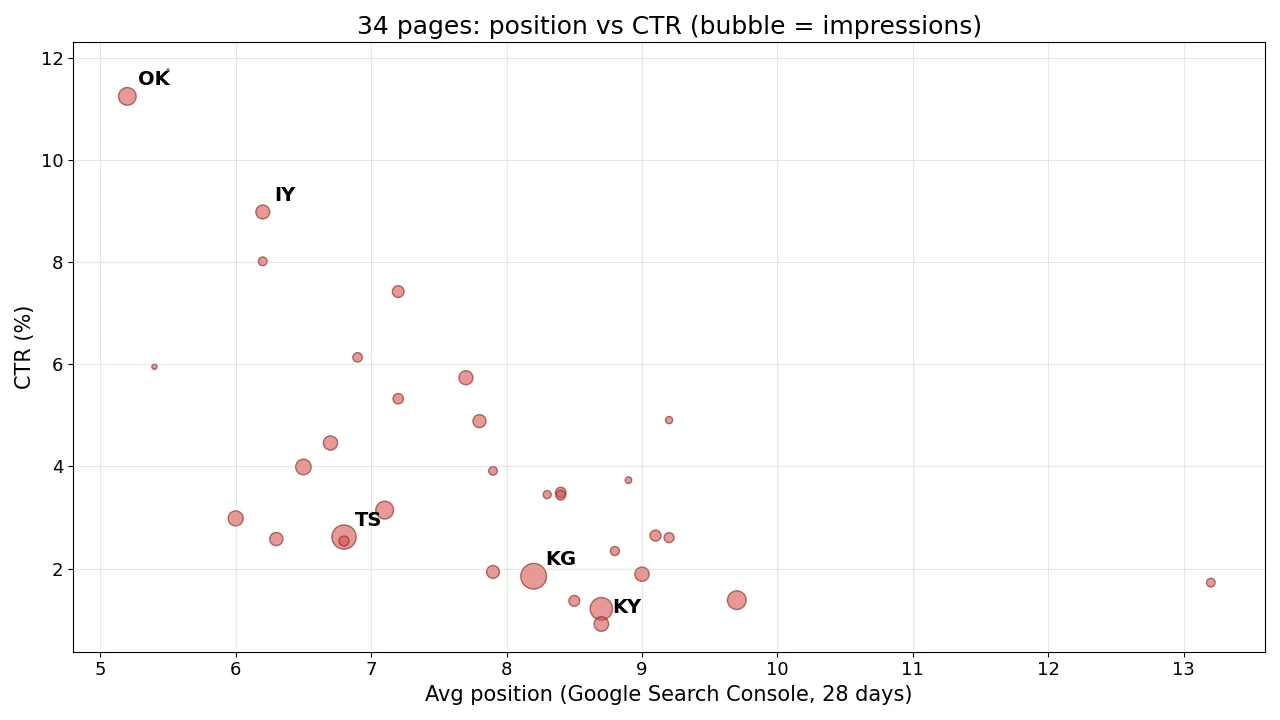 34 pages: position vs CTR (bubble = impressions)
12
10
8
6
4
2
CTR (%)
OK
IY
TS
KG
KY
5 6 7 8 9 10 11 12 13
Avg position (Google Search Console, 28 days)